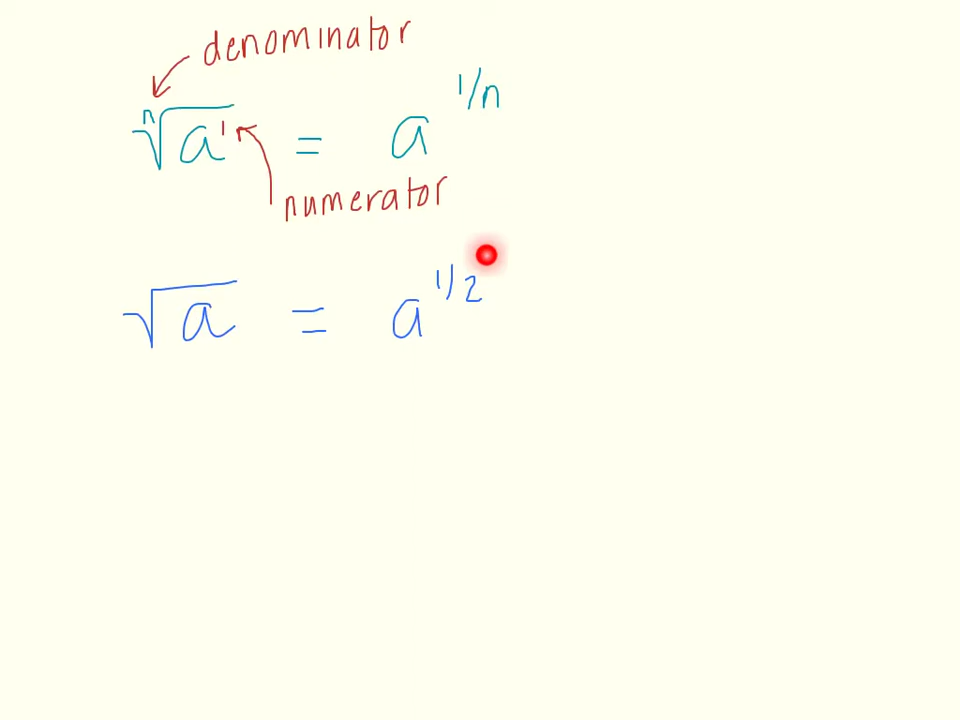 denominator
ⁿ√a¹ = a^1/n
numerator
√a = a^1/2